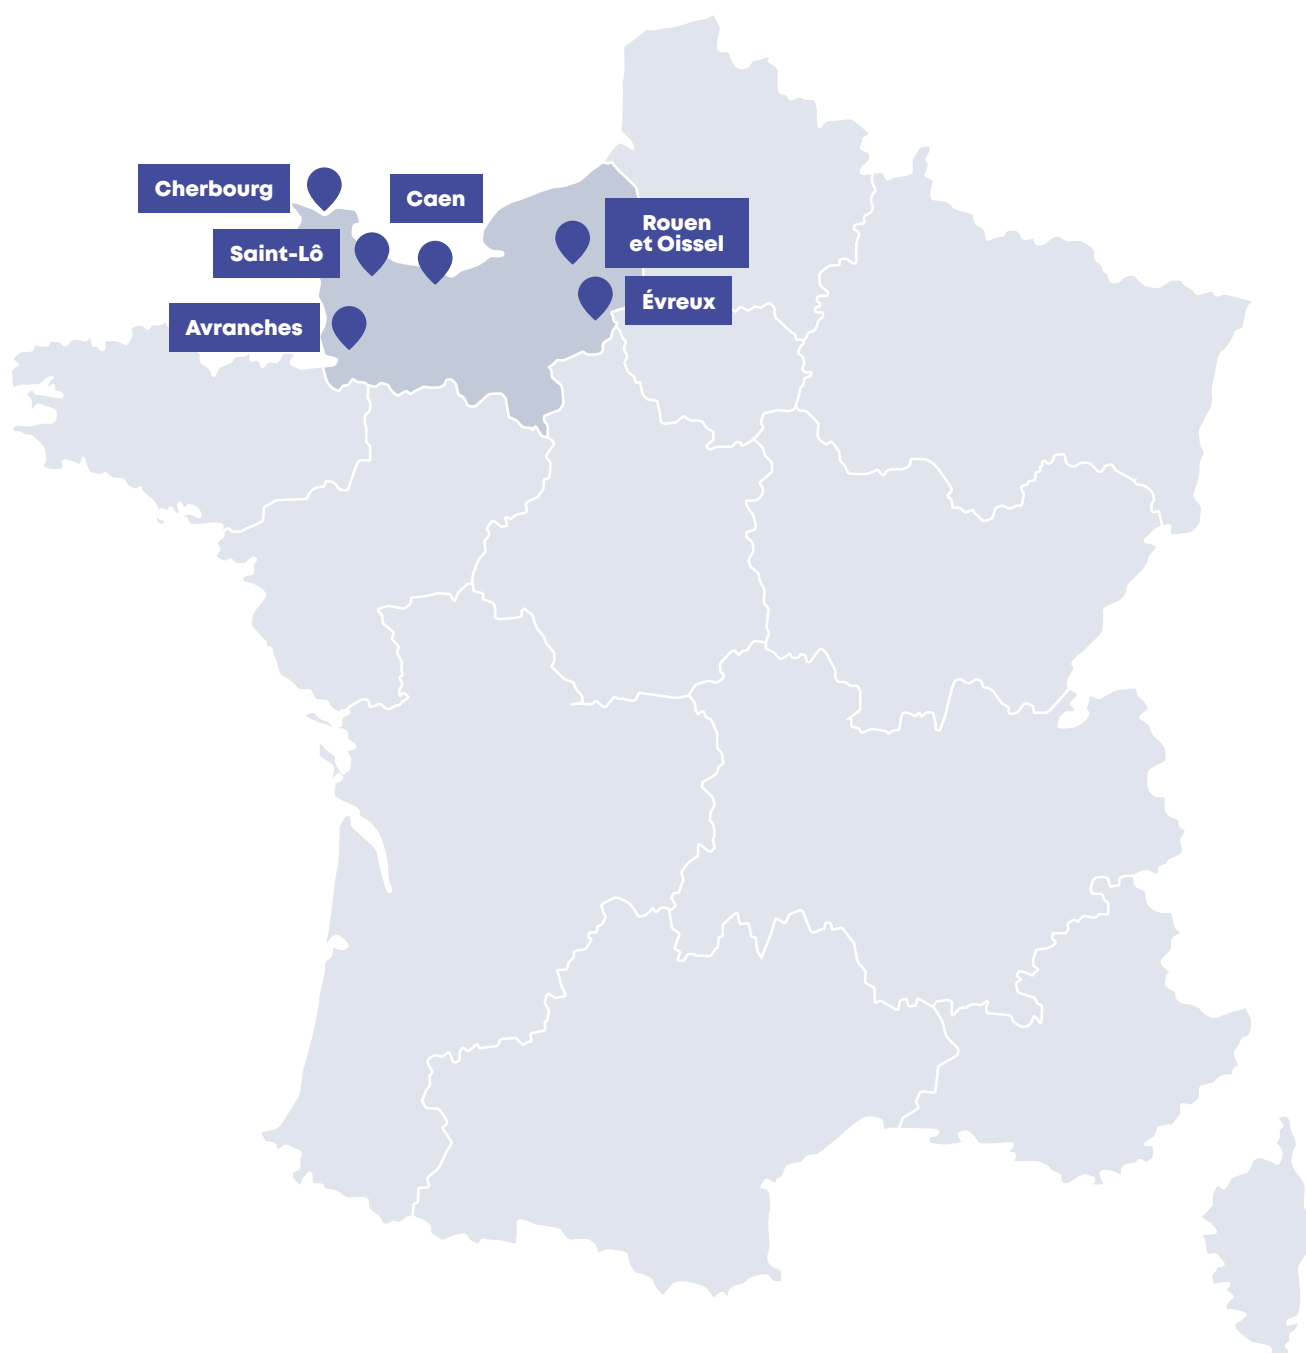 Cherbourg
Caen
Rouen
et Oissel
Saint-Lô
Évreux
Avranches